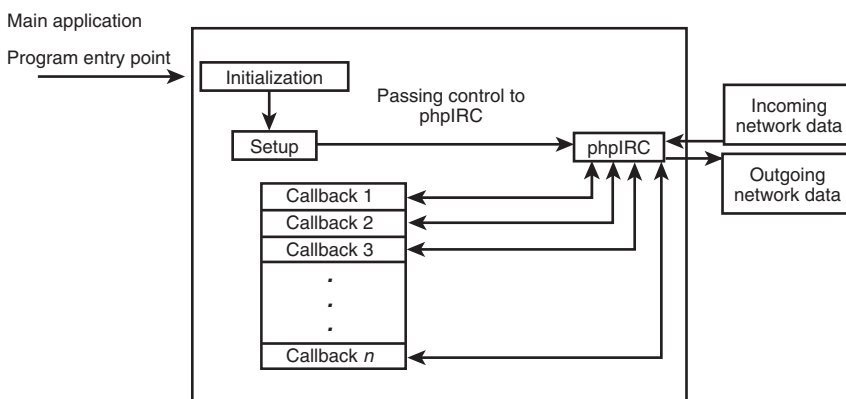 Main application
Program entry point
Initialization
Passing control to
phpIRC
Setup
phpIRC
Incoming
network data
Outgoing
network data
Callback 1
Callback 2
Callback 3
.
.
.
Callback n